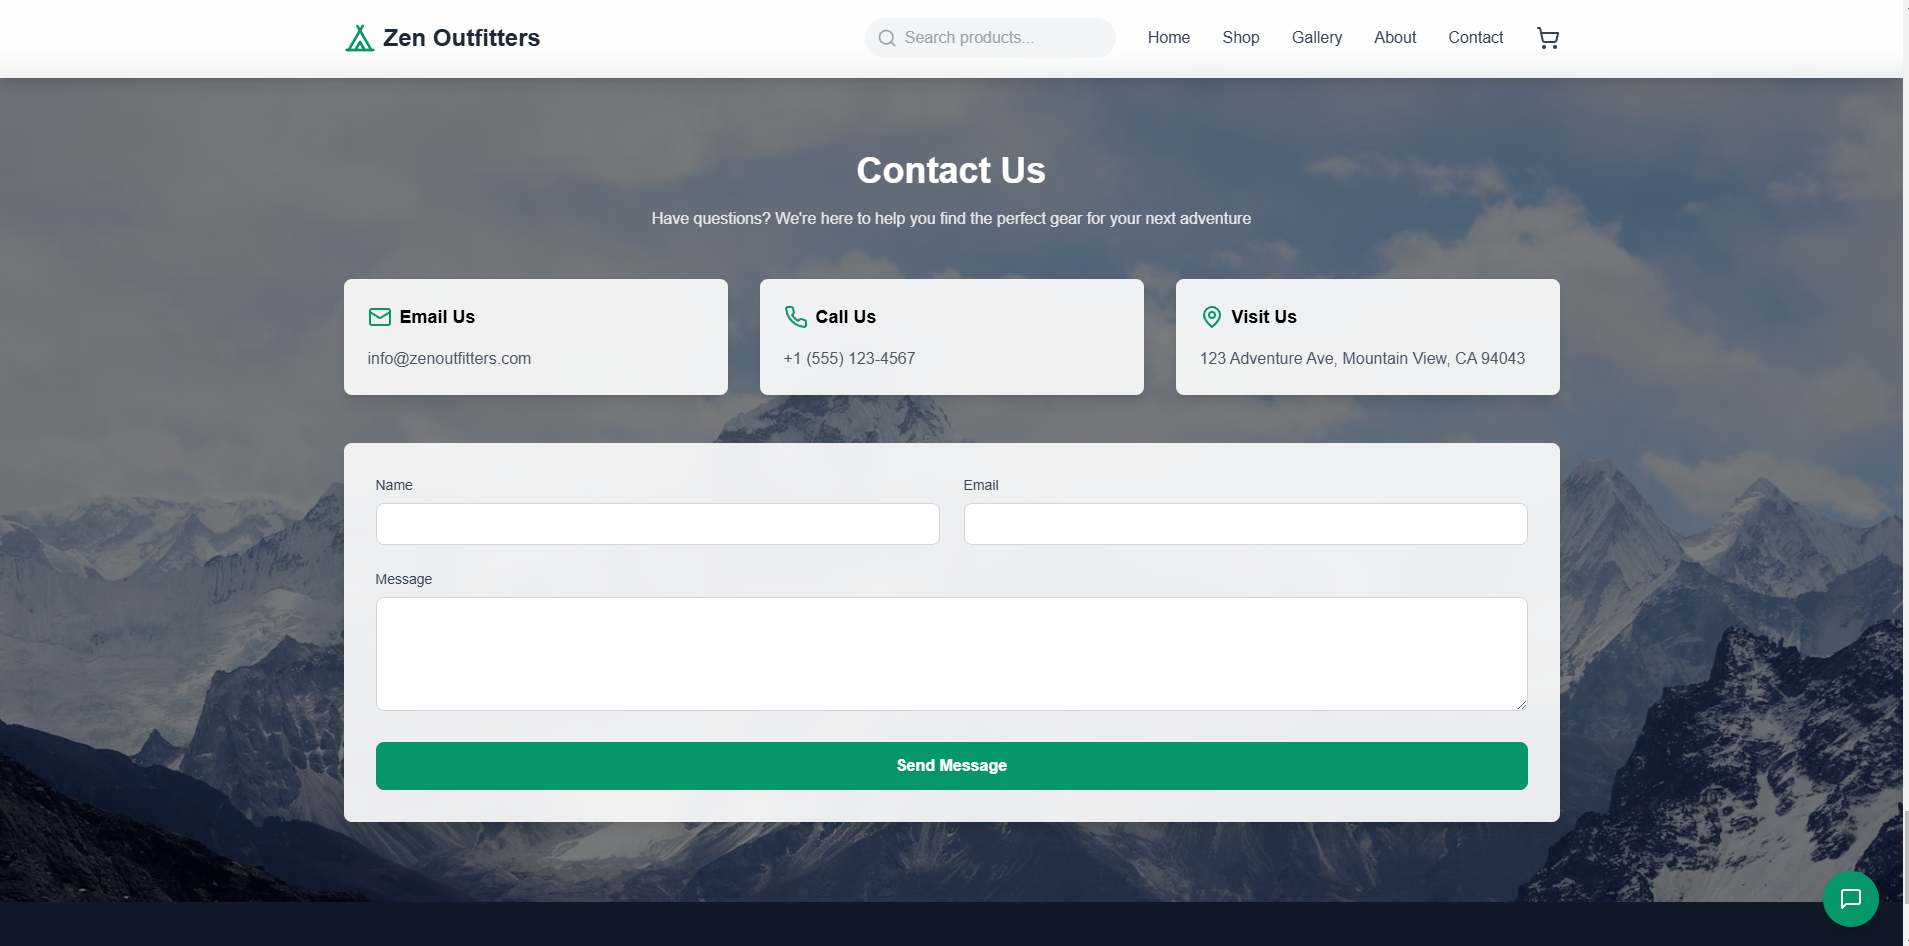 Zen Outfitters
Search products...
Home
Shop
Gallery
About
Contact
Contact Us
Have questions? We're here to help you find the perfect gear for your next adventure
Email Us
info@zenoutfitters.com
Call Us
+1 (555) 123-4567
Visit Us
123 Adventure Ave, Mountain View, CA 94043
Name
Email
Message
Send Message